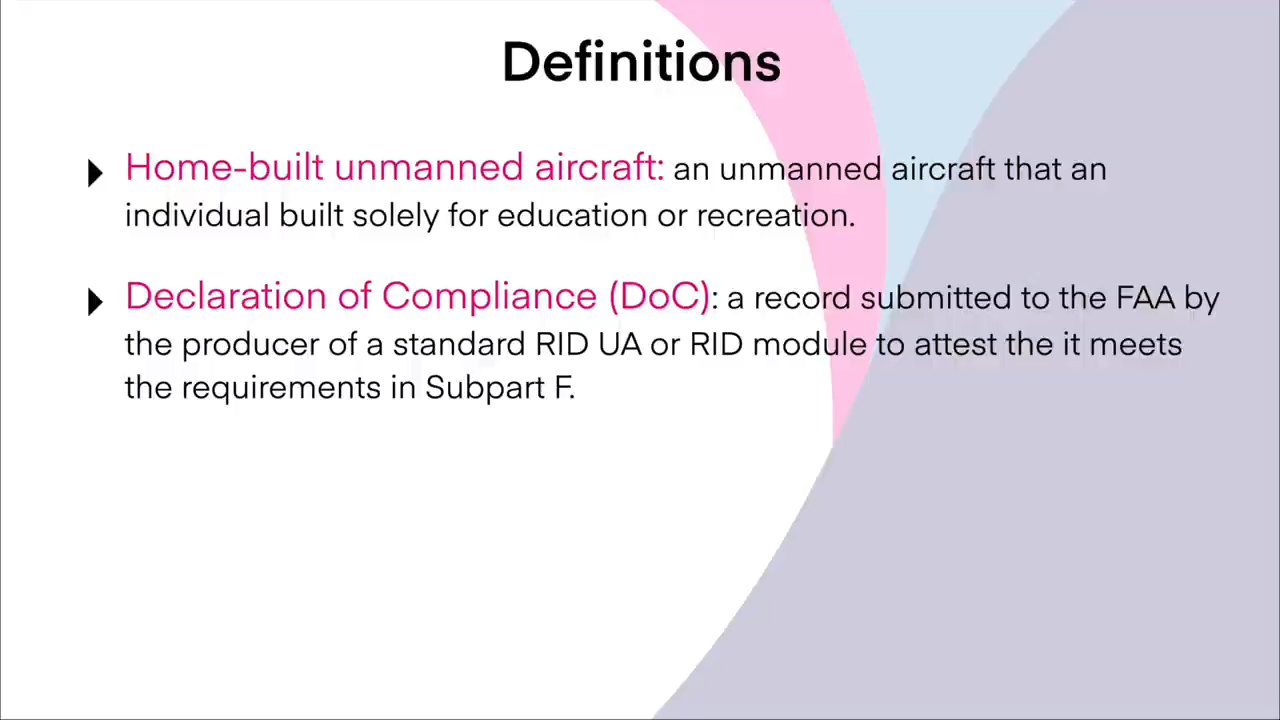 Definitions
Home-built unmanned aircraft: an unmanned aircraft that an
individual built solely for education or recreation.
Declaration of Compliance (DoC): a record submitted to the FAA by
the producer of a standard RID UA or RID module to attest the it meets
the requirements in Subpart F.